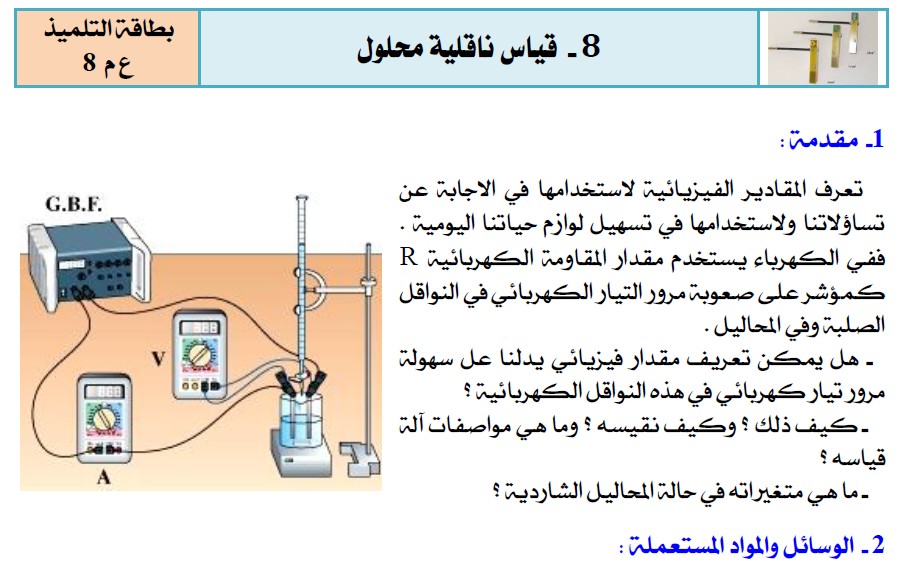 بطاقة التلميذ
ع م 8
8 ـ قياس ناقلية محلول
1ـ مقدمة :
تعرف المقادير الفيزيائية لاستخدامها في الاجابة عن
تساؤلاتنا ولاستخدامها في تسهيل لوازم حياتنا اليومية .
ففي الكهرباء يستخدم مقدار المقاومة الكهربائية R
كمؤشر على صعوبة مرور التيار الكهربائي في النواقل
الصلبة وفي المحاليل .
ـ هل يمكن تعريف مقدار فيزيائي يدلنا عل سهولة
مرور تيار كهربائي في هذه النواقل الكهربائية ؟
ـ كيف ذلك ؟ وكيف نقيسه ؟ وما هي مواصفات آلة
قياسه ؟
ـ ما هي متغيراته في حالة المحاليل الشاردية ؟
G.B.F.
V
A
2 ـ الوسائل والمواد المستعملة :